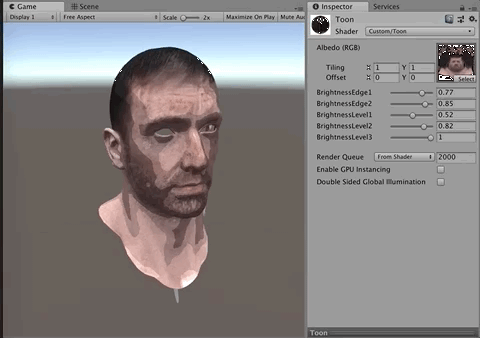 Game
Scene
Display 1
Free Aspect
Scale
2x
Maximize On Play
Mute Au
Inspector
Services
Toon
Shader
Custom/Toon
Albedo (RGB)
Tiling X 1 Y 1
Offset X 0 Y 0
Select
BrightnessEdge1 0.77
BrightnessEdge2 0.85
BrightnessLevel1 0.52
BrightnessLevel2 0.82
BrightnessLevel3 1
Render Queue From Shader 2000
Enable GPU Instancing
Double Sided Global Illumination
Toon